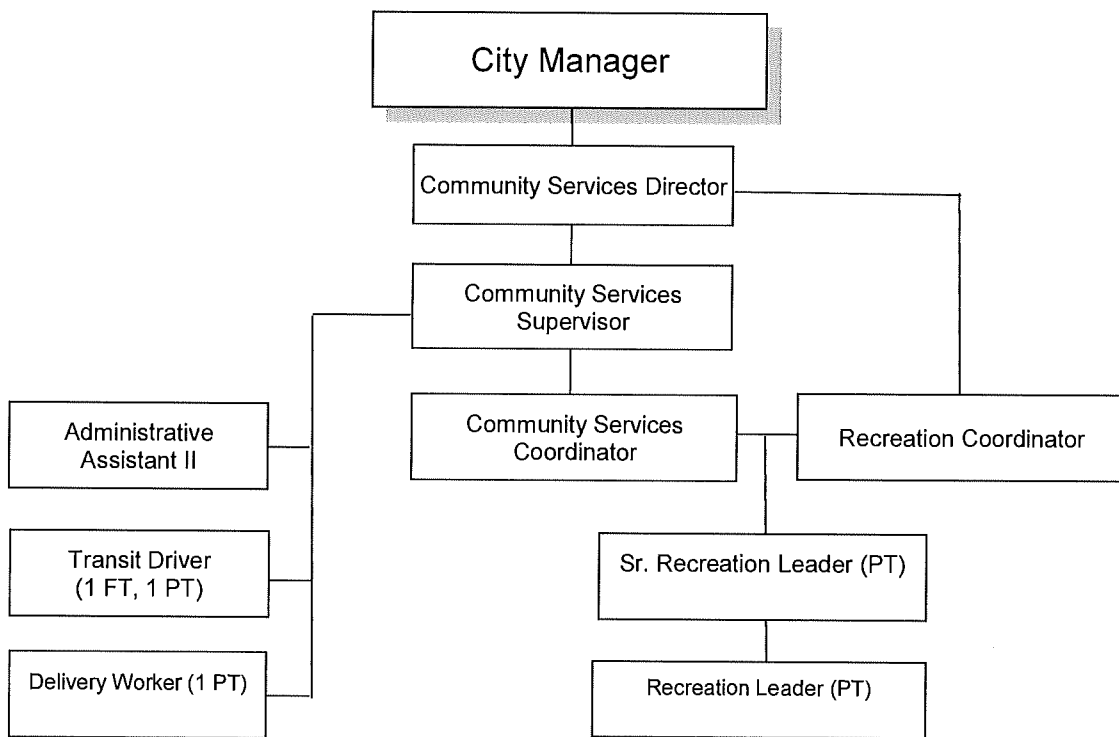 City Manager
Community Services Director
Community Services
Supervisor
Administrative
Assistant II
Community Services
Coordinator
Recreation Coordinator
Transit Driver
(1 FT, 1 PT)
Sr. Recreation Leader (PT)
Delivery Worker (1 PT)
Recreation Leader (PT)